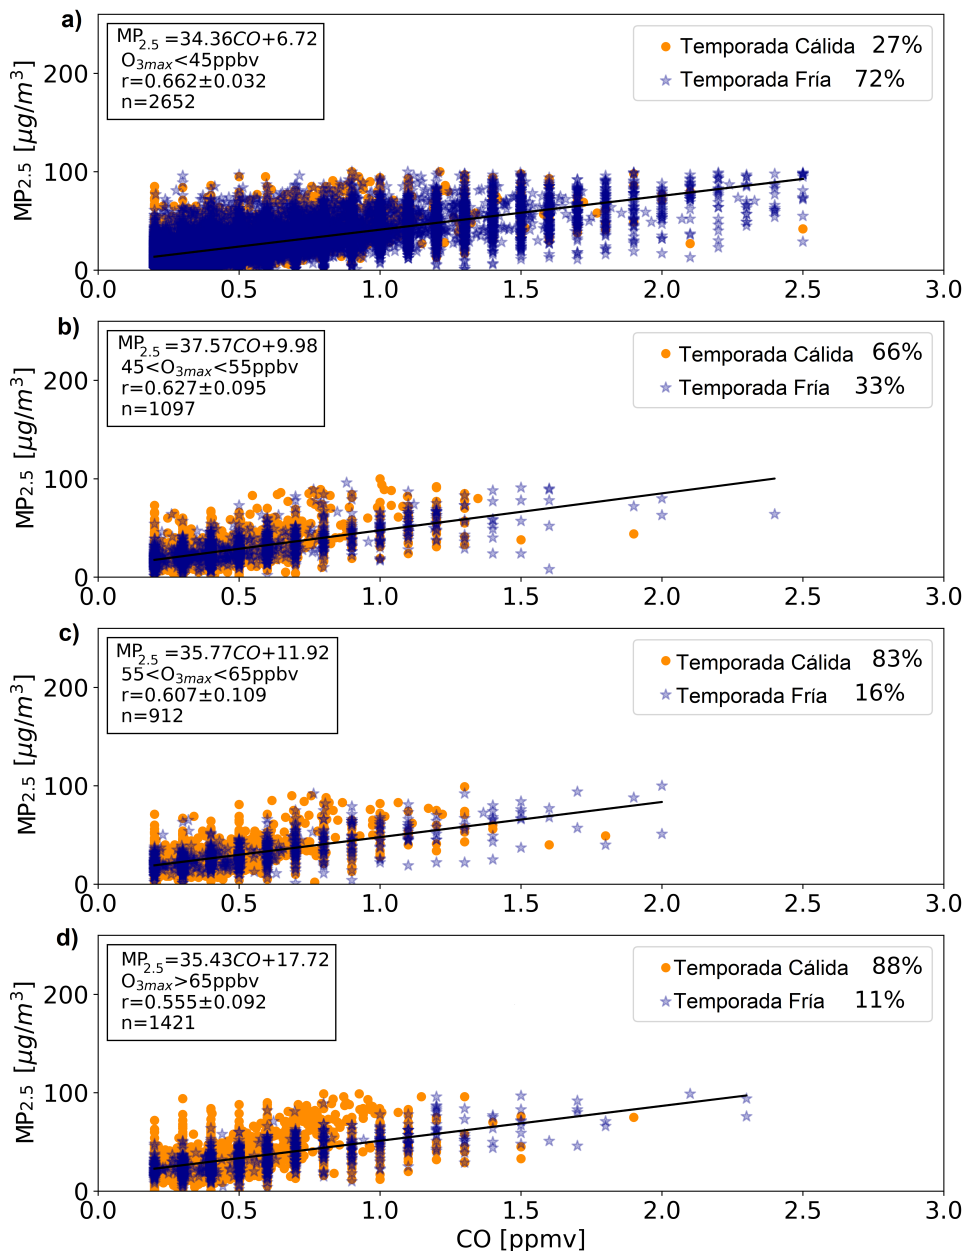 a)
MP2.5 =34.36CO+6.72
O3max<45ppbv
r=0.662±0.032
n=2652
Temporada Cálida 27%
Temporada Fría 72%
MP2.5 [µg/m³]
200
100
0
0.0 0.5 1.0 1.5 2.0 2.5 3.0
b)
MP2.5 =37.57CO+9.98
45<O3max<55ppbv
r=0.627±0.095
n=1097
Temporada Cálida 66%
Temporada Fría 33%
MP2.5 [µg/m³]
200
100
0
0.0 0.5 1.0 1.5 2.0 2.5 3.0
c)
MP2.5 =35.77CO+11.92
55<O3max<65ppbv
r=0.607±0.109
n=912
Temporada Cálida 83%
Temporada Fría 16%
MP2.5 [µg/m³]
200
100
0
0.0 0.5 1.0 1.5 2.0 2.5 3.0
d)
MP2.5=35.43CO+17.72
O3max>65ppbv
r=0.555±0.092
n=1421
Temporada Cálida 88%
Temporada Fría 11%
MP2.5 [µg/m³]
200
100
0
0.0 0.5 1.0 1.5 2.0 2.5 3.0
CO [ppmv]